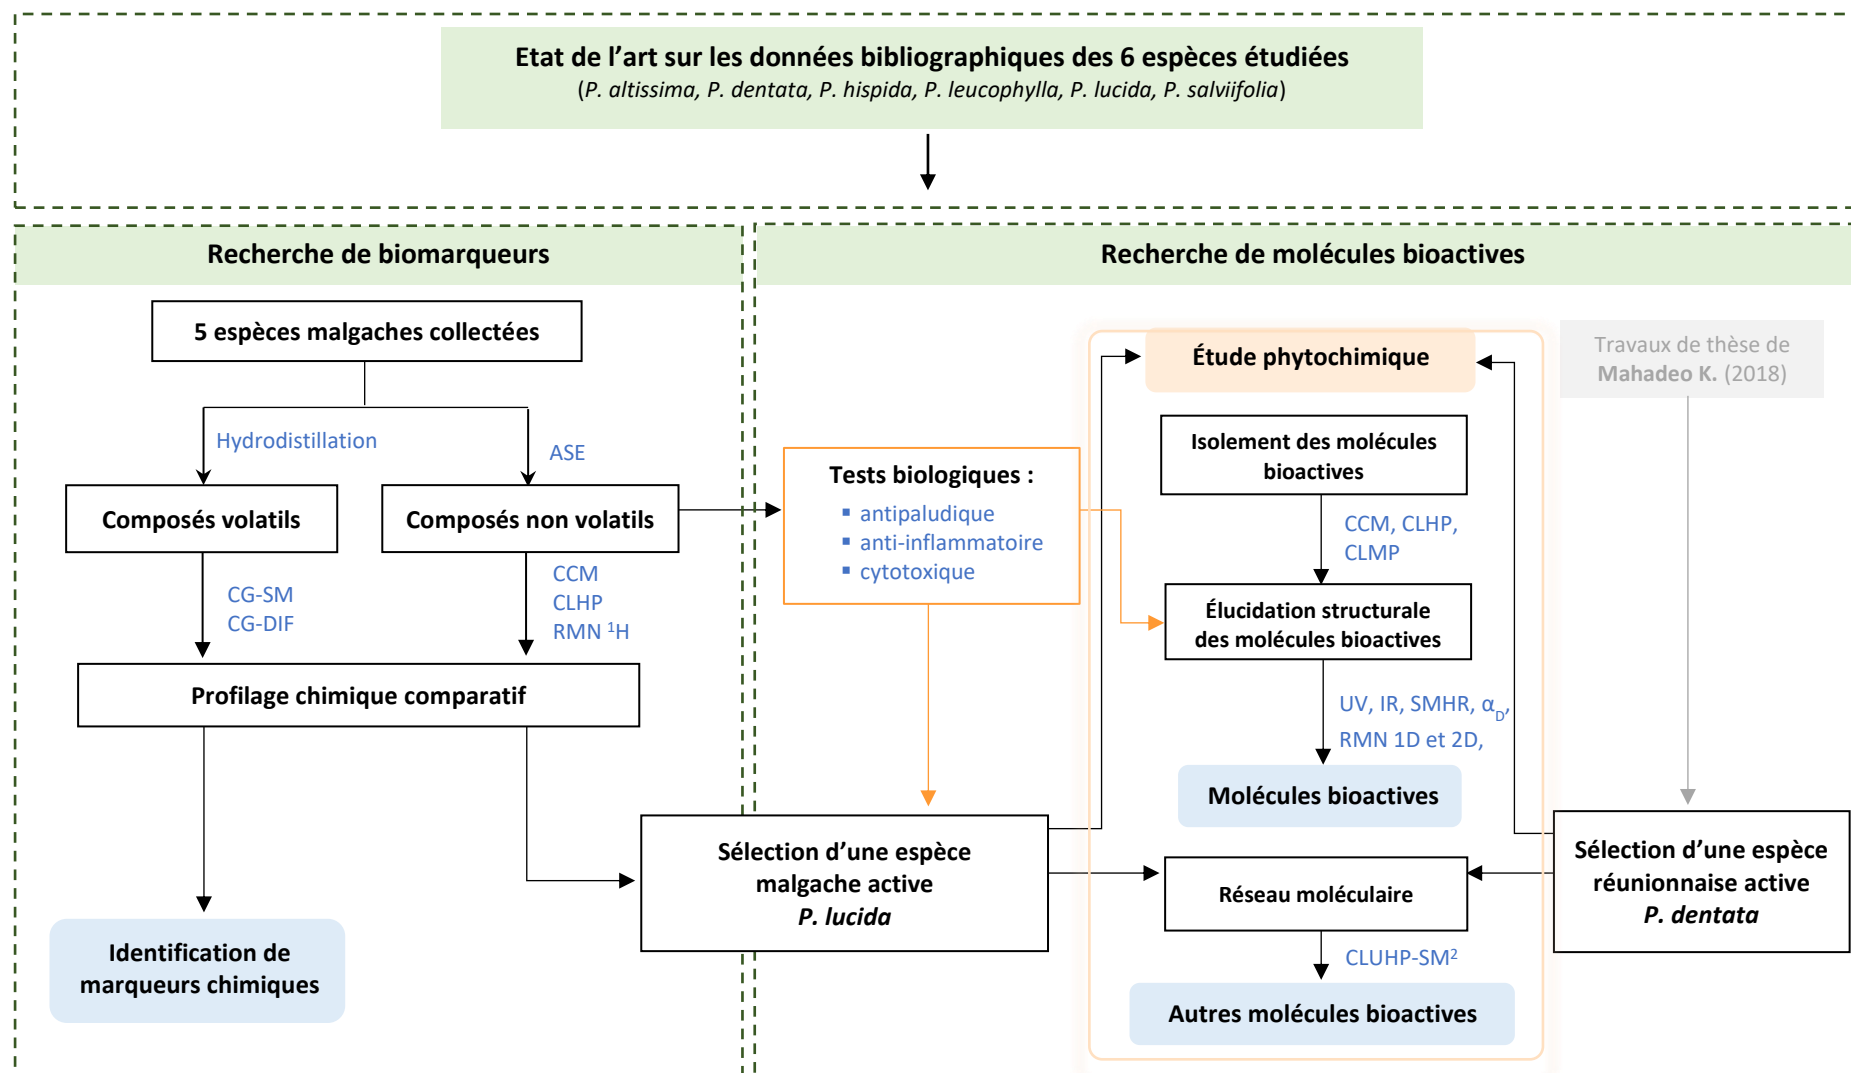 Etat de l’art sur les données bibliographiques des 6 espèces étudiées
(P. altissima, P. dentata, P. hispida, P. leucophylla, P. lucida, P. salviifolia)
Recherche de biomarqueurs
5 espèces malgaches collectées
Hydrodistillation
ASE
Composés volatils
Composés non volatils
CG-SM
CG-DIF
CCM
CLHP
RMN ¹H
Profilage chimique comparatif
Identification de
marqueurs chimiques
Recherche de molécules bioactives
Tests biologiques :
▪ antipaludique
▪ anti-inflammatoire
▪ cytotoxique
Sélection d’une espèce
malgache active
P. lucida
Étude phytochimique
Isolement des molécules
bioactives
CCM, CLHP,
CLMP
Élucidation structurale
des molécules bioactives
UV, IR, SMHR, α_D,
RMN 1D et 2D,
Molécules bioactives
Réseau moléculaire
CLUHP-SM²
Autres molécules bioactives
Travaux de thèse de
Mahadeo K. (2018)
Sélection d’une espèce
réunionnaise active
P. dentata